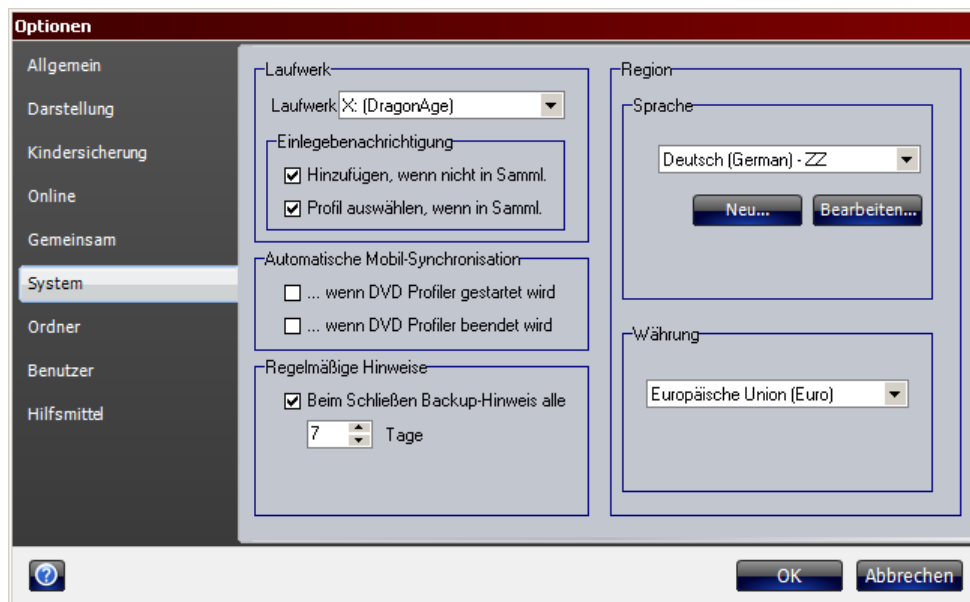 Optionen
Allgemein
Darstellung
Kindersicherung
Online
Gemeinsam
System
Ordner
Benutzer
Hilfsmittel
Laufwerk
Laufwerk X: (DragonAge)
Einlegebenachrichtigung
Hinzufügen, wenn nicht in Samml.
Profil auswählen, wenn in Samml.
Automatische Mobil-Synchronisation
... wenn DVD Profiler gestartet wird
... wenn DVD Profiler beendet wird
Regelmäßige Hinweise
Beim Schließen Backup-Hinweis alle
7 Tage
Region
Sprache
Deutsch (German) - ZZ
Neu... Bearbeiten...
Währung
Europäische Union (Euro)
?
OK Abbrechen